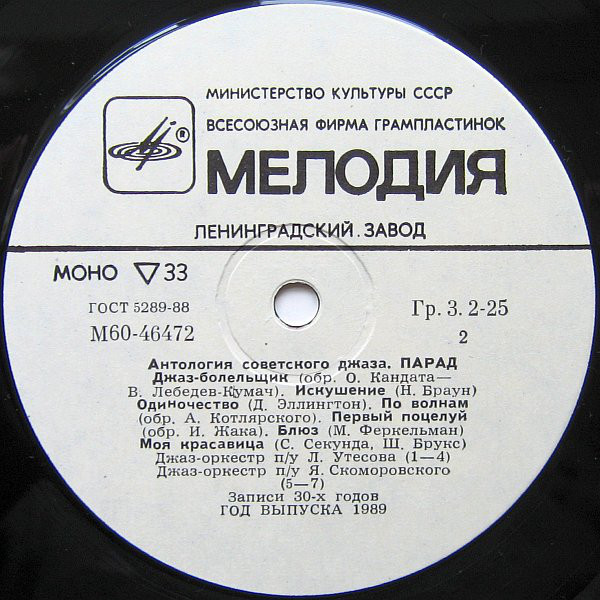 МИНИСТЕРСТВО КУЛЬТУРЫ СССР
ВСЕСОЮЗНАЯ ФИРМА ГРАМПЛАСТИНОК
®
МЕЛОДИЯ
ЛЕНИНГРАДСКИЙ. ЗАВОД
МОНО ▽ 33
ГОСТ 5289-88
Гр. 3. 2-25
М60-46472
2
Антология советского джаза. ПАРАД
Джаз-болельщик (обр. О. Кандата—
В. Лебедев-Кумач). Искушение (Н. Браун)
Одиночество (Д. Эллингтон). По волнам
(обр. А. Котлярского). Первый поцелуй
(обр. И. Жака). Блюз (М. Феркельман)
Моя красавица (С. Секунда, Ш. Брукс)
Джаз-оркестр п/у Л. Утесова (1—4)
Джаз-оркестр п/у Я. Скоморовского
(5—7)
Записи 30-х годов
ГОД ВЫПУСКА 1989